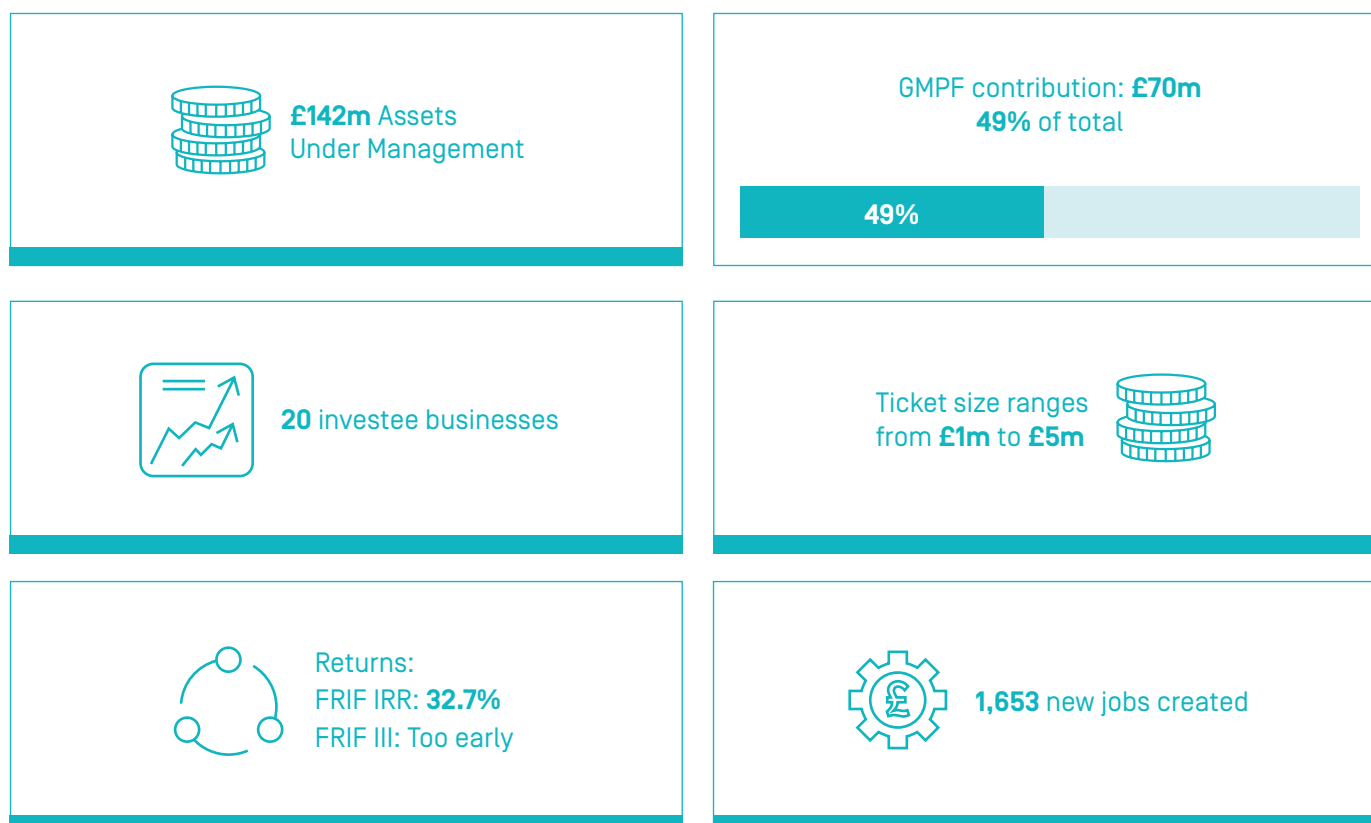 £142m Assets
Under Management
GMPF contribution: £70m
49% of total
49%
20 investee businesses
Ticket size ranges
from £1m to £5m
Returns:
FRIF IRR: 32.7%
FRIF III: Too early
£
1,653 new jobs created